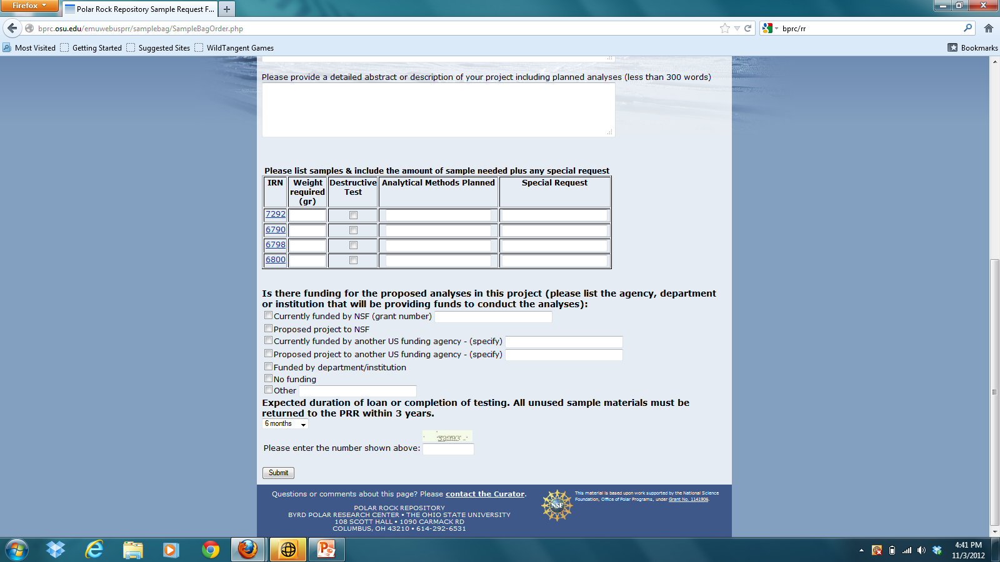 Firefox
Polar Rock Repository Sample Request F...
bprc.osu.edu/emuwebusprr/samplebag/SampleBagOrder.php
bprc/rr
Most Visited Getting Started Suggested Sites WildTangent Games Bookmarks
Please provide a detailed abstract or description of your project including planned analyses (less than 300 words)
Please list samples & include the amount of sample needed plus any special request
IRN Weight required (gr) Destructive Test Analytical Methods Planned Special Request
7292
6790
6798
6800
Is there funding for the proposed analyses in this project (please list the agency, department
or institution that will be providing funds to conduct the analyses):
Currently funded by NSF (grant number)
Proposed project to NSF
Currently funded by another US funding agency - (specify)
Proposed project to another US funding agency - (specify)
Funded by department/institution
No funding
Other
Expected duration of loan or completion of testing. All unused sample materials must be
returned to the PRR within 3 years.
6 months
Please enter the number shown above:
Submit
Questions or comments about this page? Please contact the Curator.
POLAR ROCK REPOSITORY
BYRD POLAR RESEARCH CENTER • THE OHIO STATE UNIVERSITY
108 SCOTT HALL • 1090 CARMACK RD
COLUMBUS, OH 43210 • 614-292-6531
NSF
This material is based upon work supported by the National Science
Foundation, Office of Polar Programs, under Grant No. 1141906.
4:41 PM
11/3/2012